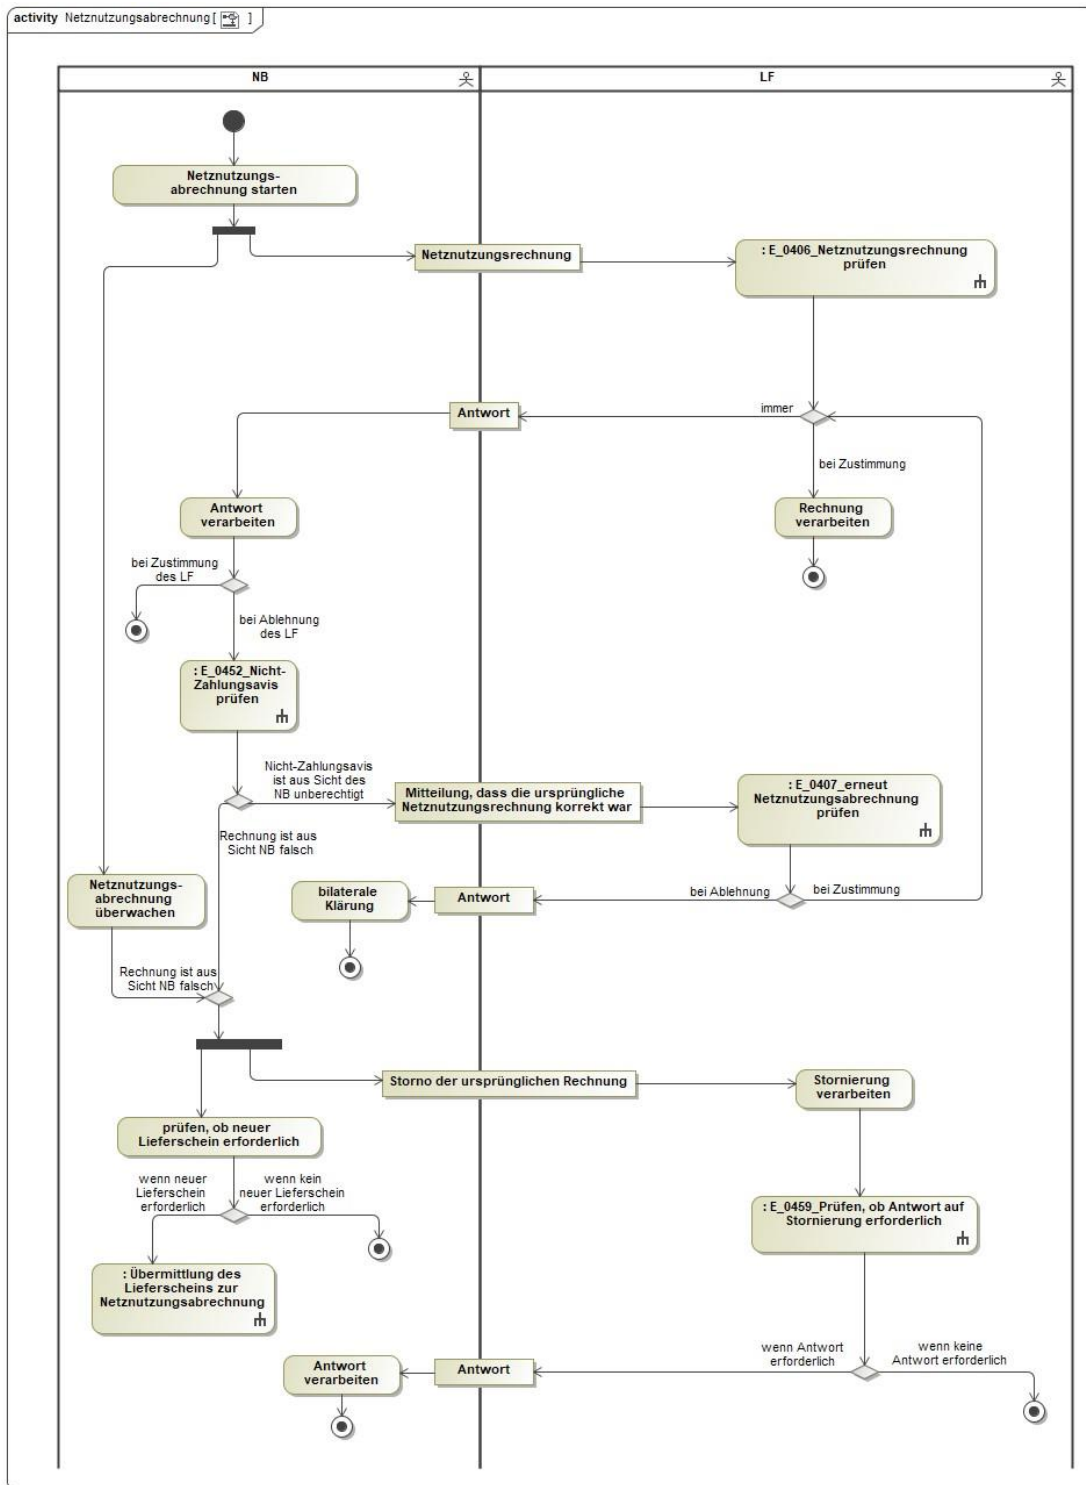 activity Netznutzungsabrechnung [ ]
NB
LF
Netznutzungs-
abrechnung starten
Netznutzungsrechnung
: E_0406_Netznutzungsrechnung
prüfen
immer
Antwort
bei Zustimmung
Antwort
verarbeiten
Rechnung
verarbeiten
bei Zustimmung
des LF
bei Ablehnung
des LF
: E_0452_Nicht-
Zahlungsavis
prüfen
Nicht-Zahlungsavis
ist aus Sicht des
NB unberechtigt
Mitteilung, dass die ursprüngliche
Netznutzungsrechnung korrekt war
: E_0407_erneut
Netznutzungsabrechnung
prüfen
Rechnung ist aus
Sicht NB falsch
Netznutzungs-
abrechnung
überwachen
bilaterale
Klärung
Antwort
bei Ablehnung
bei Zustimmung
Rechnung ist aus
Sicht NB falsch
Storno der ursprünglichen Rechnung
Stornierung
verarbeiten
prüfen, ob neuer
Lieferschein erforderlich
wenn neuer
Lieferschein
erforderlich
wenn kein
neuer Lieferschein
erforderlich
: E_0459_Prüfen, ob Antwort auf
Stornierung erforderlich
: Übermittlung des
Lieferscheins zur
Netznutzungsabrechnung
wenn Antwort
erforderlich
wenn keine
Antwort erforderlich
Antwort
verarbeiten
Antwort